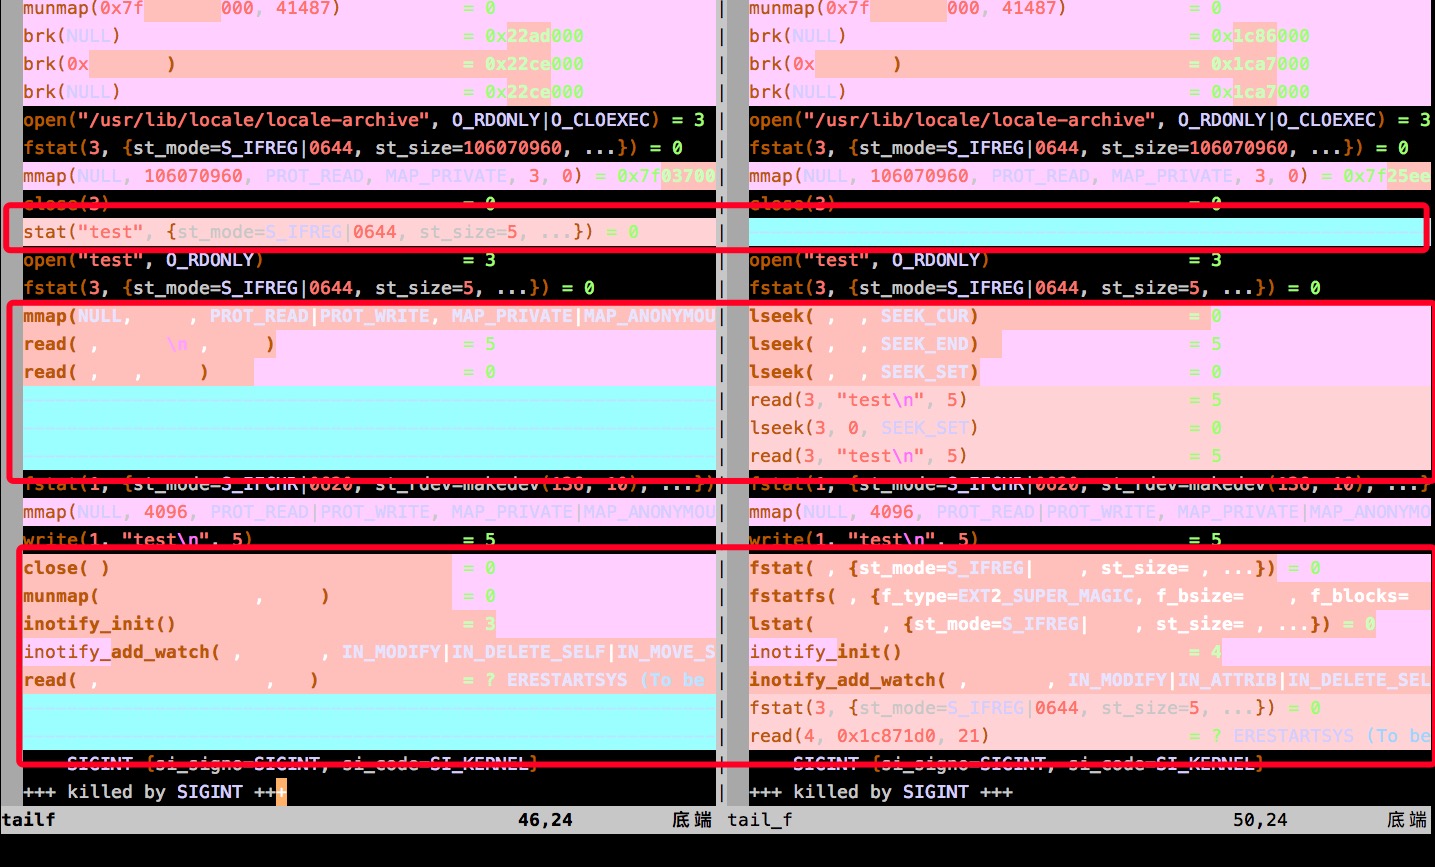 munmap(0x7f 000, 41487) = 0
brk(NULL) = 0x22ad000
brk(0x ) = 0x22ce000
brk(NULL) = 0x22ce000
open("/usr/lib/locale/locale-archive", O_RDONLY|O_CLOEXEC) = 3
fstat(3, {st_mode=S_IFREG|0644, st_size=106070960, ...}) = 0
mmap(NULL, 106070960, PROT_READ, MAP_PRIVATE, 3, 0) = 0x7f03700
close(3) = 0
stat("test", {st_mode=S_IFREG|0644, st_size=5, ...}) = 0
open("test", O_RDONLY) = 3
fstat(3, {st_mode=S_IFREG|0644, st_size=5, ...}) = 0
mmap(NULL, , PROT_READ|PROT_WRITE, MAP_PRIVATE|MAP_ANONYMOU
read( , \n , ) = 5
read( , , ) = 0
fstat(1, {st_mode=S_IFCHR|0620, st_rdev=makedev(136, 10), ...})
mmap(NULL, 4096, PROT_READ|PROT_WRITE, MAP_PRIVATE|MAP_ANONYMOU
write(1, "test\n", 5) = 5
close( ) = 0
munmap( , ) = 0
inotify_init() = 3
inotify_add_watch( , , IN_MODIFY|IN_DELETE_SELF|IN_MOVE_S
read( , , ) = ? ERESTARTSYS (To be
SIGINT {si_signo=SIGINT, si_code=SI_KERNEL}
+++ killed by SIGINT +++
tailf 46,24 底端
munmap(0x7f 000, 41487) = 0
brk(NULL) = 0x1c86000
brk(0x ) = 0x1ca7000
brk(NULL) = 0x1ca7000
open("/usr/lib/locale/locale-archive", O_RDONLY|O_CLOEXEC) = 3
fstat(3, {st_mode=S_IFREG|0644, st_size=106070960, ...}) = 0
mmap(NULL, 106070960, PROT_READ, MAP_PRIVATE, 3, 0) = 0x7f25ee
close(3) = 0
open("test", O_RDONLY) = 3
fstat(3, {st_mode=S_IFREG|0644, st_size=5, ...}) = 0
lseek( , , SEEK_CUR) = 0
lseek( , , SEEK_END) = 5
lseek( , , SEEK_SET) = 0
read(3, "test\n", 5) = 5
lseek(3, 0, SEEK_SET) = 0
read(3, "test\n", 5) = 5
fstat(1, {st_mode=S_IFCHR|0620, st_rdev=makedev(136, 10), ...}
mmap(NULL, 4096, PROT_READ|PROT_WRITE, MAP_PRIVATE|MAP_ANONYMO
write(1, "test\n", 5) = 5
fstat( , {st_mode=S_IFREG| , st_size= , ...}) = 0
fstatfs( , {f_type=EXT2_SUPER_MAGIC, f_bsize= , f_blocks=
lstat( , {st_mode=S_IFREG| , st_size= , ...}) = 0
inotify_init() = 4
inotify_add_watch( , , IN_MODIFY|IN_ATTRIB|IN_DELETE_SEL
fstat(3, {st_mode=S_IFREG|0644, st_size=5, ...}) = 0
read(4, 0x1c871d0, 21) = ? ERESTARTSYS (To be
SIGINT {si_signo=SIGINT, si_code=SI_KERNEL}
+++ killed by SIGINT +++
tail_f 50,24 底端